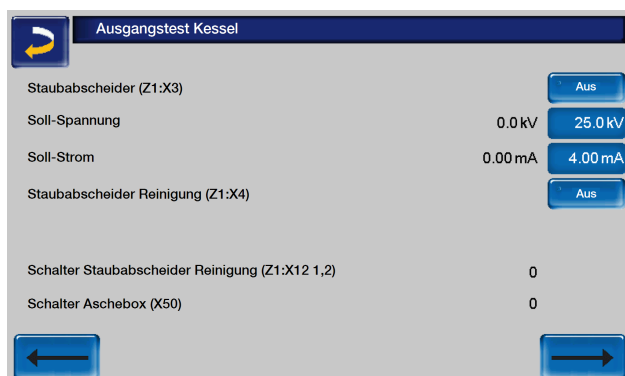 Ausgangstest Kessel
Staubabscheider (Z1:X3) Aus
Soll-Spannung 0.0 kV 25.0 kV
Soll-Strom 0.00 mA 4.00 mA
Staubabscheider Reinigung (Z1:X4) Aus
Schalter Staubabscheider Reinigung (Z1:X12 1,2) 0
Schalter Aschebox (X50) 0